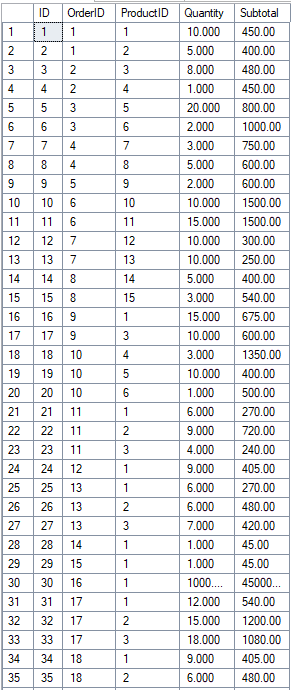 ID OrderID ProductID Quantity Subtotal
1 1 1 1 10.000 450.00
2 2 1 2 5.000 400.00
3 3 2 3 8.000 480.00
4 4 2 4 1.000 450.00
5 5 3 5 20.000 800.00
6 6 3 6 2.000 1000.00
7 7 4 7 3.000 750.00
8 8 4 8 5.000 600.00
9 9 5 9 2.000 600.00
10 10 6 10 10.000 1500.00
11 11 6 11 15.000 1500.00
12 12 7 12 10.000 300.00
13 13 7 13 10.000 250.00
14 14 8 14 5.000 400.00
15 15 8 15 3.000 540.00
16 16 9 1 15.000 675.00
17 17 9 3 10.000 600.00
18 18 10 4 3.000 1350.00
19 19 10 5 10.000 400.00
20 20 10 6 1.000 500.00
21 21 11 1 6.000 270.00
22 22 11 2 9.000 720.00
23 23 11 3 4.000 240.00
24 24 12 1 9.000 405.00
25 25 13 1 6.000 270.00
26 26 13 2 6.000 480.00
27 27 13 3 7.000 420.00
28 28 14 1 1.000 45.00
29 29 15 1 1.000 45.00
30 30 16 1 1000.... 45000...
31 31 17 1 12.000 540.00
32 32 17 2 15.000 1200.00
33 33 17 3 18.000 1080.00
34 34 18 1 9.000 405.00
35 35 18 2 6.000 480.00